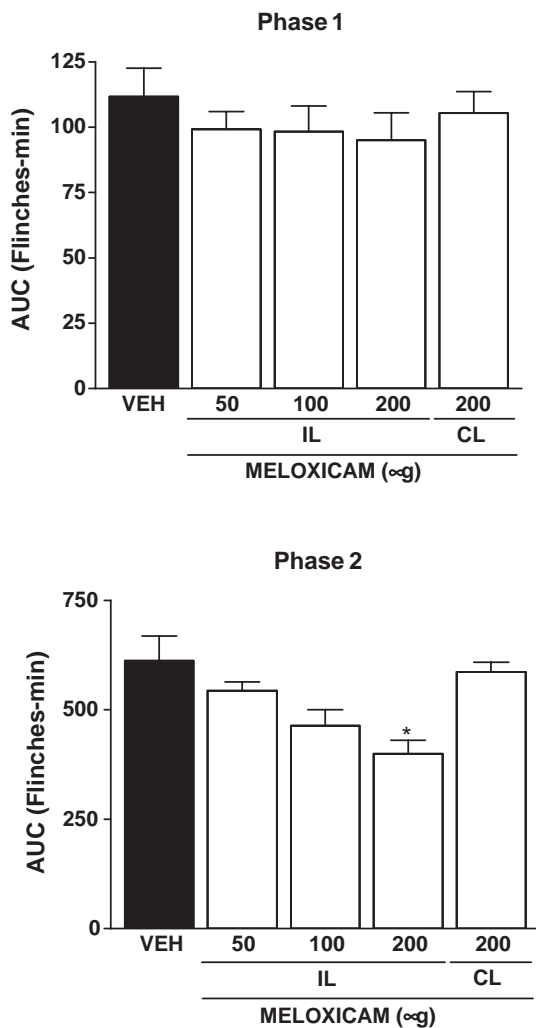 Phase 1
AUC (Flinches-min)
125
100
75
50
25
0
VEH 50 100 200 200
IL CL
MELOXICAM (∝g)
Phase 2
AUC (Flinches-min)
750
500
250
0
*
VEH 50 100 200 200
IL CL
MELOXICAM (∝g)